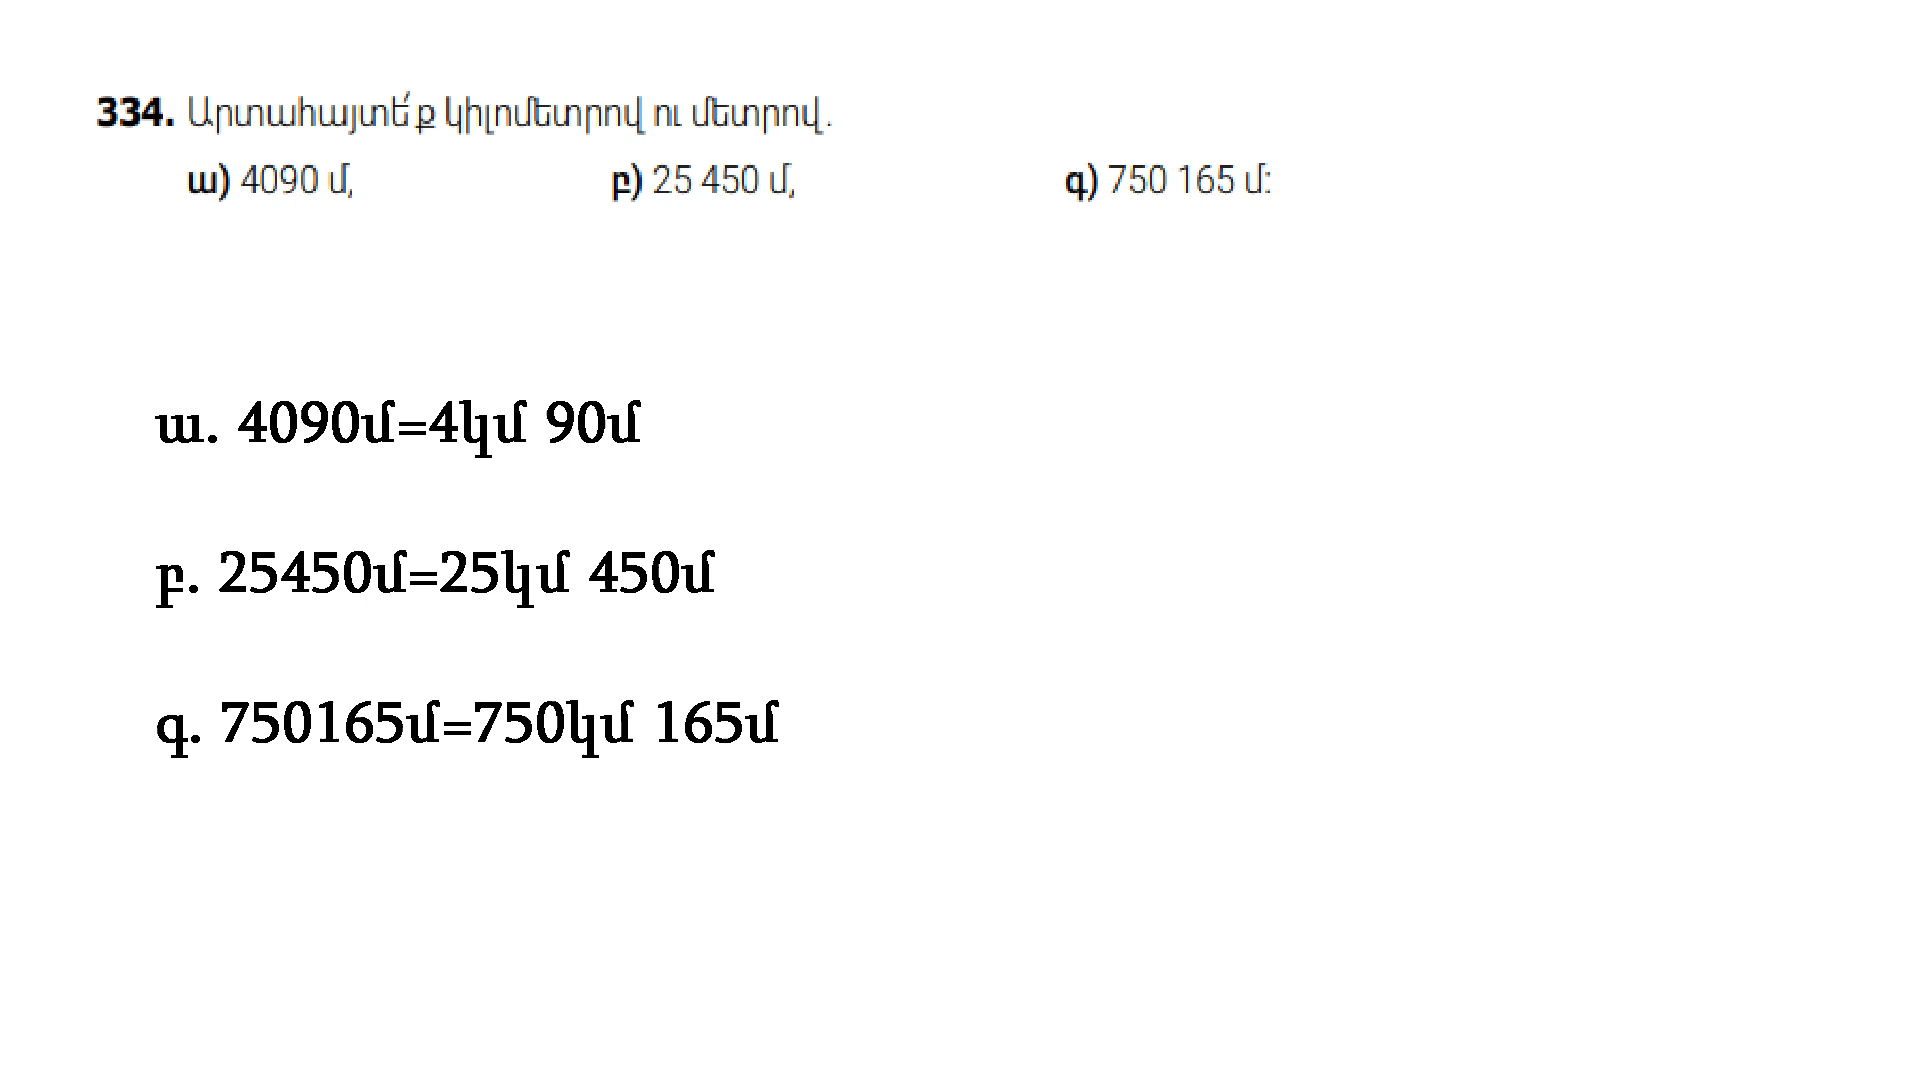 334. Արտահայտե՛ք կիլոմետրով ու մետրով.
ա) 4090 մ, բ) 25 450 մ, գ) 750 165 մ:
ա. 4090մ=4կմ 90մ
բ. 25450մ=25կմ 450մ
գ. 750165մ=750կմ 165մ